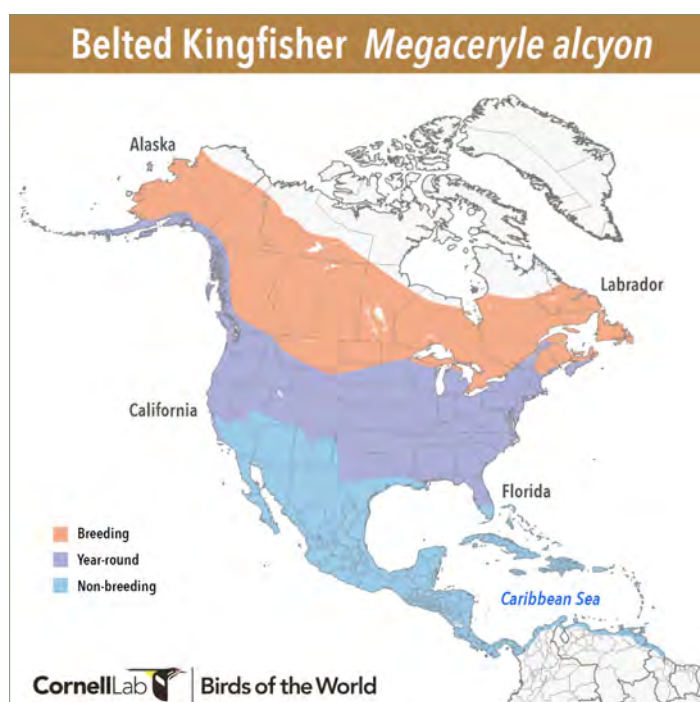 Belted Kingfisher Megaceryle alcyon
Alaska
Labrador
California
Florida
Breeding
Year-round
Non-breeding
Caribbean Sea
CornellLab Birds of the World